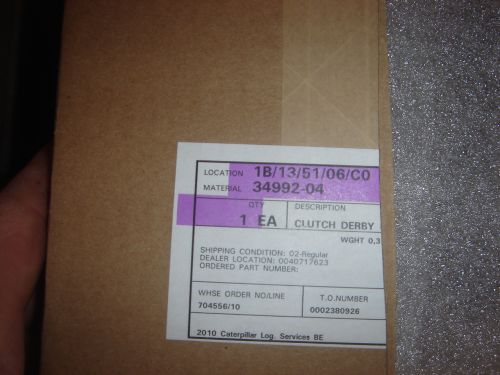 LOCATION 1B/13/51/06/C0
MATERIAL 34992-04
QTY DESCRIPTION
1 EA CLUTCH DERBY
WGHT 0,3
SHIPPING CONDITION: 02-Regular
DEALER LOCATION: 0040717623
ORDERED PART NUMBER:
WHSE ORDER NO/LINE T.O.NUMBER
704556/10 0002380926
2010 Caterpillar Log. Services BE